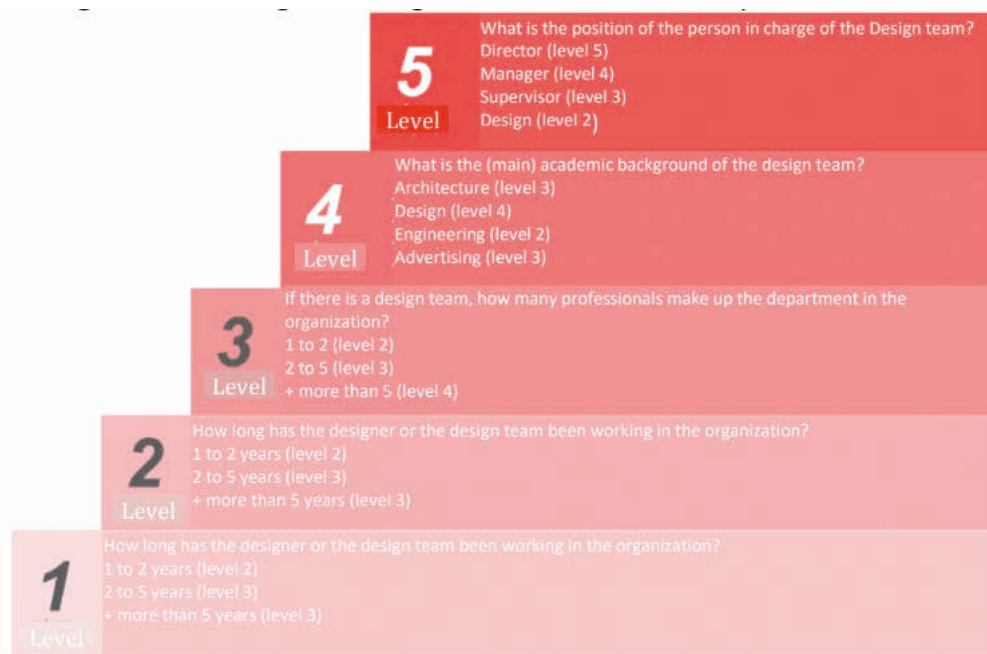 What is the position of the person in charge of the Design team?
Director (level 5)
Manager (level 4)
Supervisor (level 3)
Design (level 2)
5
Level
What is the (main) academic background of the design team?
Architecture (level 3)
Design (level 4)
Engineering (level 2)
Advertising (level 3)
4
Level
If there is a design team, how many professionals make up the department in the
organization?
1 to 2 (level 2)
2 to 5 (level 3)
+ more than 5 (level 4)
3
Level
How long has the designer or the design team been working in the organization?
1 to 2 years (level 2)
2 to 5 years (level 3)
+ more than 5 years (level 3)
2
Level
How long has the designer or the design team been working in the organization?
1 to 2 years (level 2)
2 to 5 years (level 3)
+ more than 5 years (level 3)
1
Level